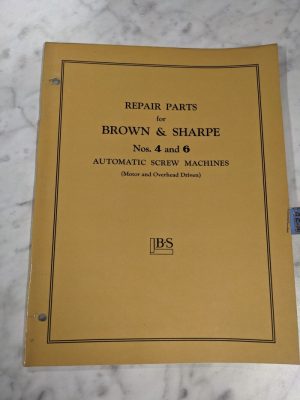 REPAIR PARTS
for
BROWN & SHARPE
Nos. 4 and 6
AUTOMATIC SCREW MACHINES
(Motor and Overhead Driven)
B·S